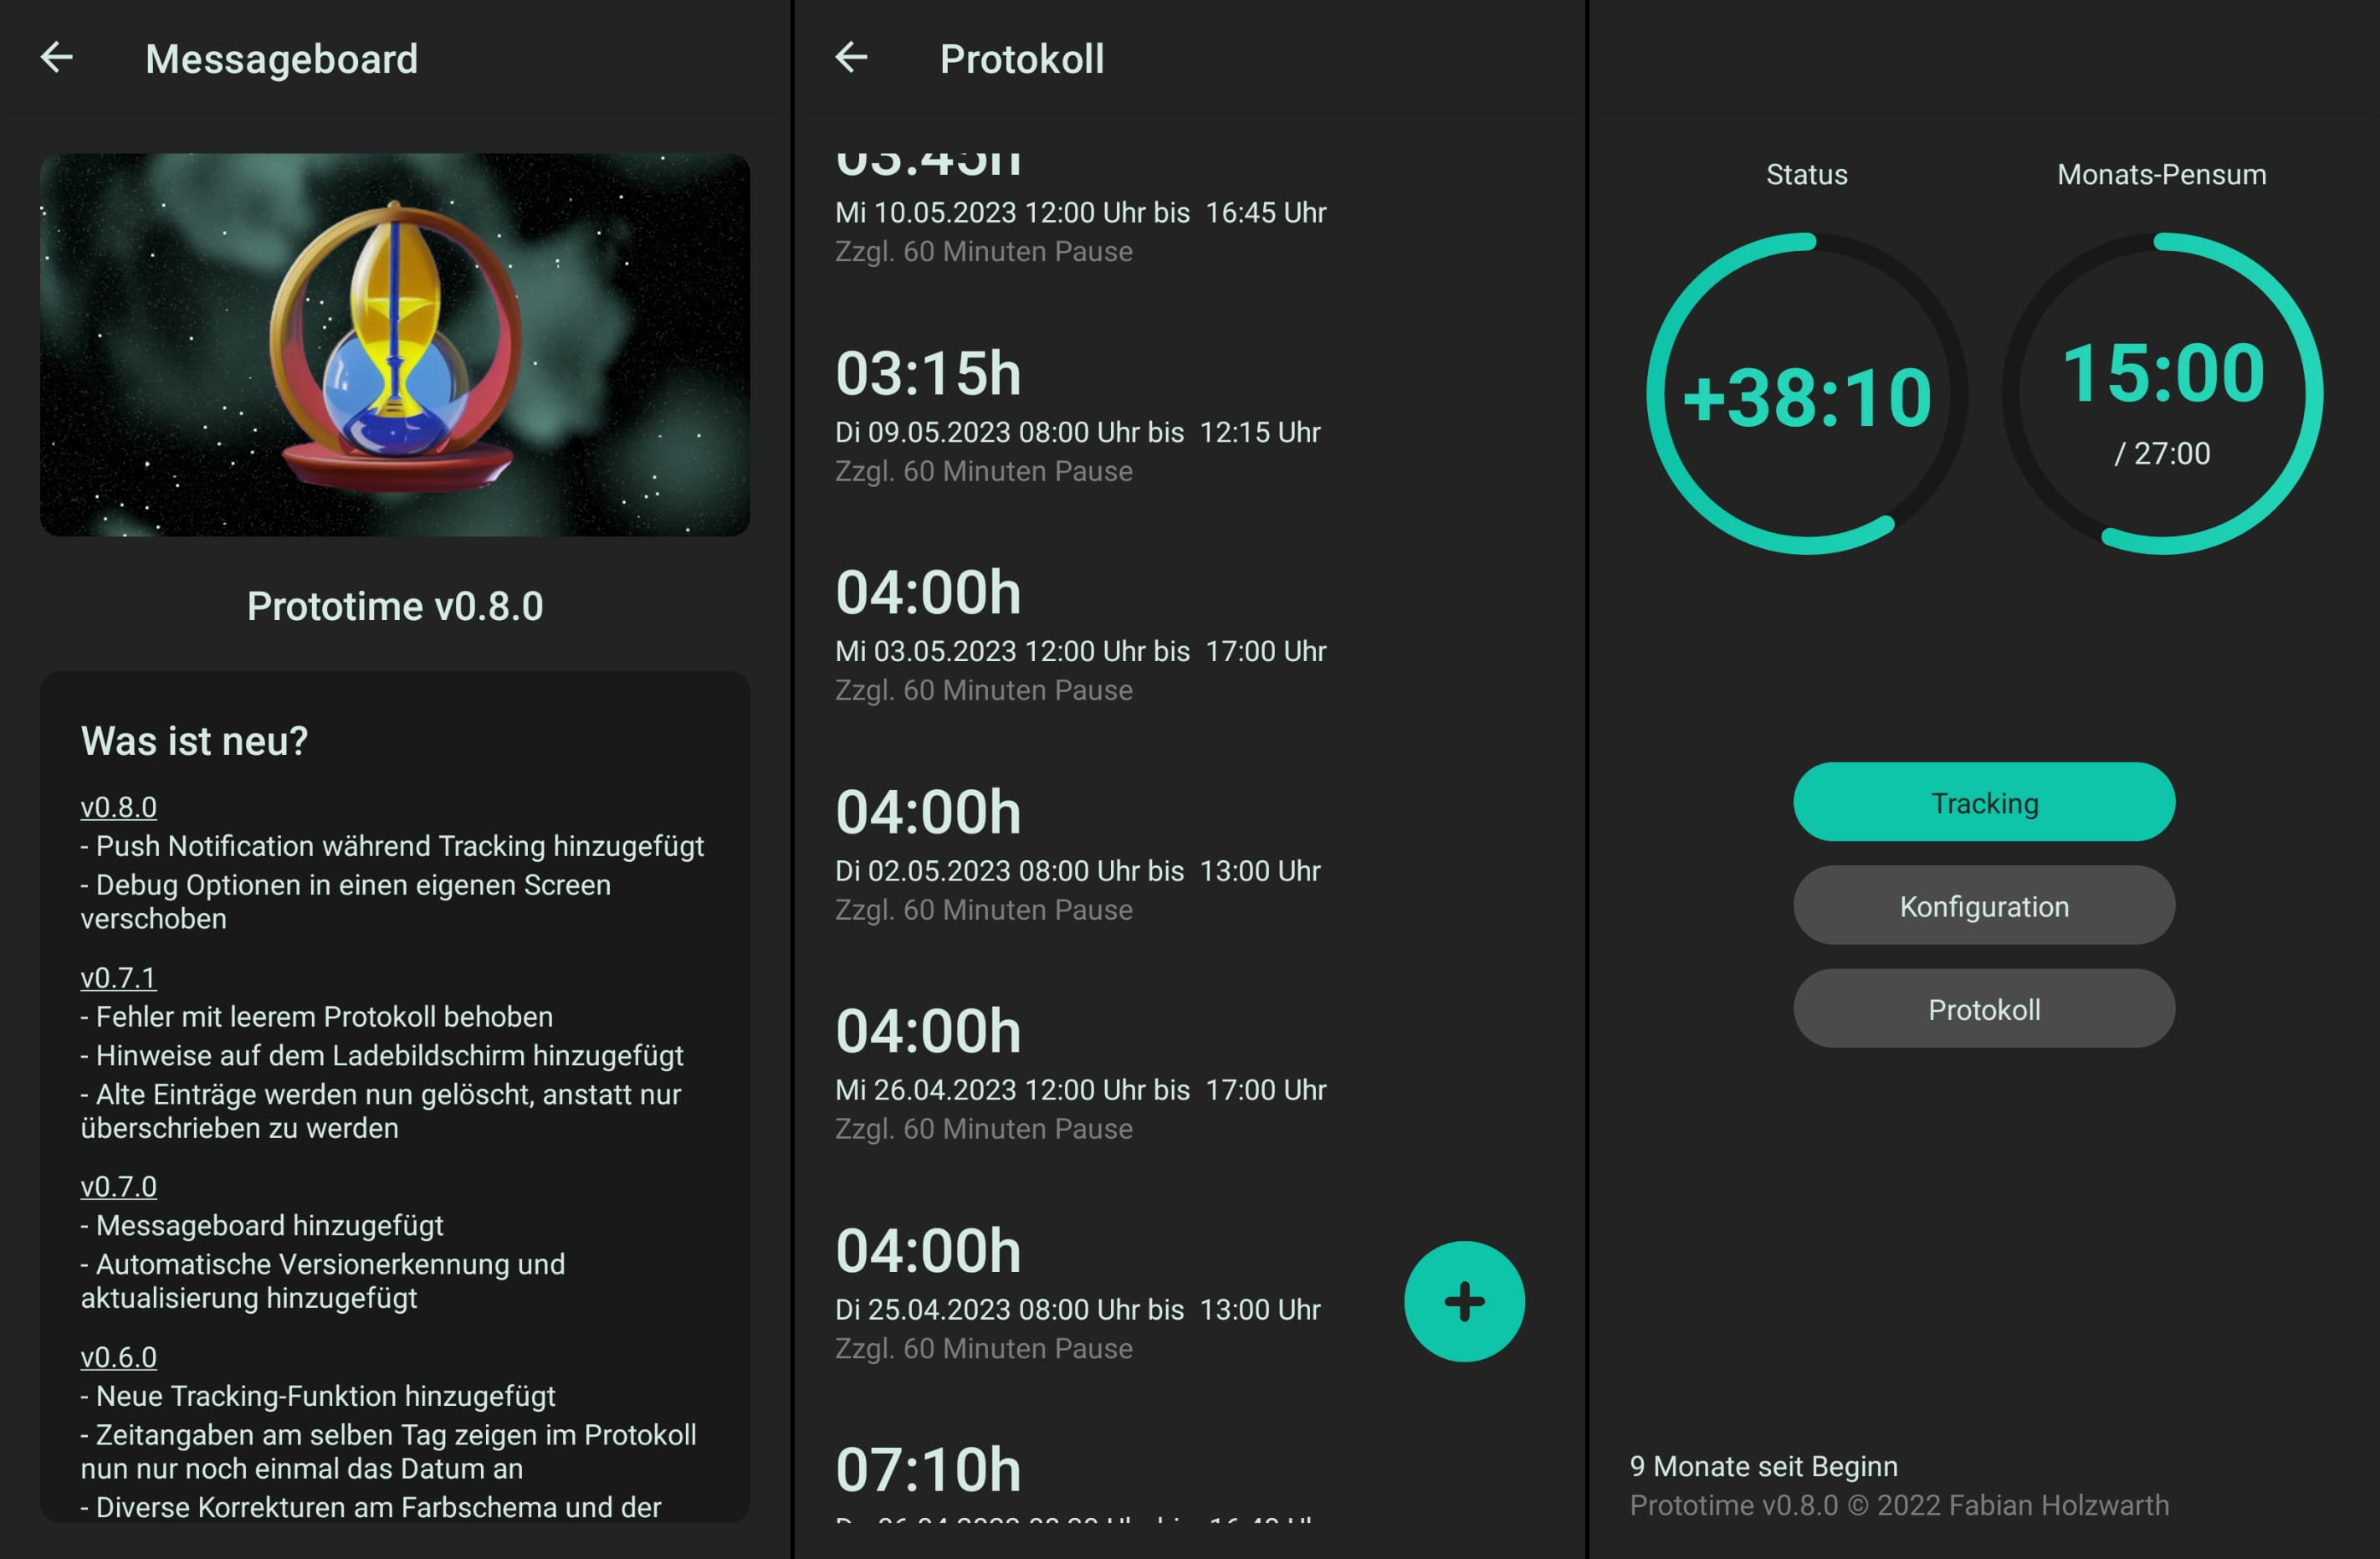 Messageboard
Prototime v0.8.0
Was ist neu?
v0.8.0
- Push Notification während Tracking hinzugefügt
- Debug Optionen in einen eigenen Screen
verschoben
v0.7.1
- Fehler mit leerem Protokoll behoben
- Hinweise auf dem Ladebildschirm hinzugefügt
- Alte Einträge werden nun gelöscht, anstatt nur
überschrieben zu werden
v0.7.0
- Messageboard hinzugefügt
- Automatische Versionerkennung und
aktualisierung hinzugefügt
v0.6.0
- Neue Tracking-Funktion hinzugefügt
- Zeitangaben am selben Tag zeigen im Protokoll
nun nur noch einmal das Datum an
- Diverse Korrekturen am Farbschema und der
Protokoll
03:45h
Mi 10.05.2023 12:00 Uhr bis 16:45 Uhr
Zzgl. 60 Minuten Pause
03:15h
Di 09.05.2023 08:00 Uhr bis 12:15 Uhr
Zzgl. 60 Minuten Pause
04:00h
Mi 03.05.2023 12:00 Uhr bis 17:00 Uhr
Zzgl. 60 Minuten Pause
04:00h
Di 02.05.2023 08:00 Uhr bis 13:00 Uhr
Zzgl. 60 Minuten Pause
04:00h
Mi 26.04.2023 12:00 Uhr bis 17:00 Uhr
Zzgl. 60 Minuten Pause
04:00h
Di 25.04.2023 08:00 Uhr bis 13:00 Uhr
Zzgl. 60 Minuten Pause
07:10h
Status
Monats-Pensum
+38:10
15:00
/ 27:00
Tracking
Konfiguration
Protokoll
9 Monate seit Beginn
Prototime v0.8.0 © 2022 Fabian Holzwarth